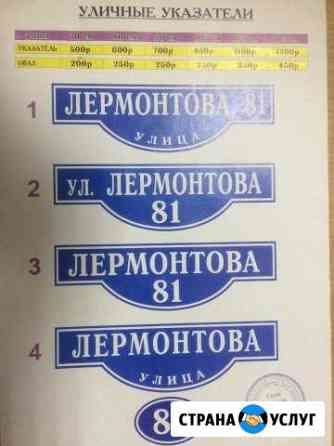 УЛИЧНЫЕ УКАЗАТЕЛИ
УКАЗАТЕЛЬ 500р 600р 700р
ОВАЛ 200р 250р 250р
1
ЛЕРМОНТОВА 81
УЛИЦА
2
УЛ. ЛЕРМОНТОВА
81
3
ЛЕРМОНТОВА
81
4
ЛЕРМОНТОВА
УЛИЦА
СТРАНА УСЛУГ